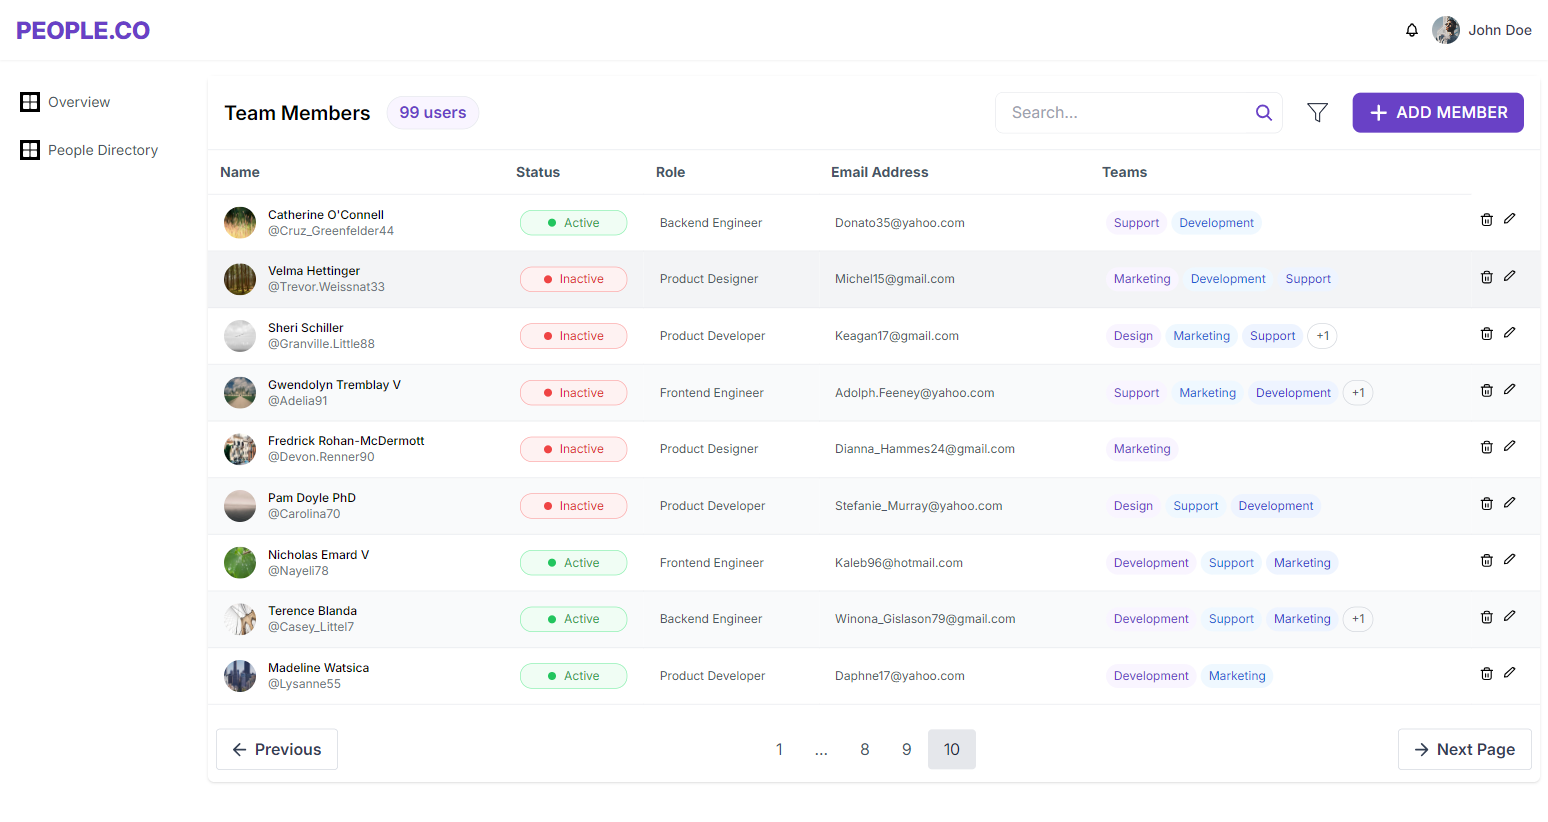 PEOPLE.CO
John Doe
Overview
People Directory
Team Members 99 users Search... ADD MEMBER
Name Status Role Email Address Teams
Catherine O'Connell
@Cruz_Greenfelder44
Active Backend Engineer Donato35@yahoo.com Support Development
Velma Hettinger
@Trevor.Weissnat33
Inactive Product Designer Michel15@gmail.com Marketing Development Support
Sheri Schiller
@Granville.Little88
Inactive Product Developer Keagan17@gmail.com Design Marketing Support +1
Gwendolyn Tremblay V
@Adelia91
Inactive Frontend Engineer Adolph.Feeney@yahoo.com Support Marketing Development +1
Fredrick Rohan-McDermott
@Devon.Renner90
Inactive Product Designer Dianna_Hammes24@gmail.com Marketing
Pam Doyle PhD
@Carolina70
Inactive Product Developer Stefanie_Murray@yahoo.com Design Support Development
Nicholas Emard V
@Nayeli78
Active Frontend Engineer Kaleb96@hotmail.com Development Support Marketing
Terence Blanda
@Casey_Littel7
Active Backend Engineer Winona_Gislason79@gmail.com Development Support Marketing +1
Madeline Watsica
@Lysanne55
Active Product Developer Daphne17@yahoo.com Development Marketing
Previous 1 ... 8 9 10 Next Page